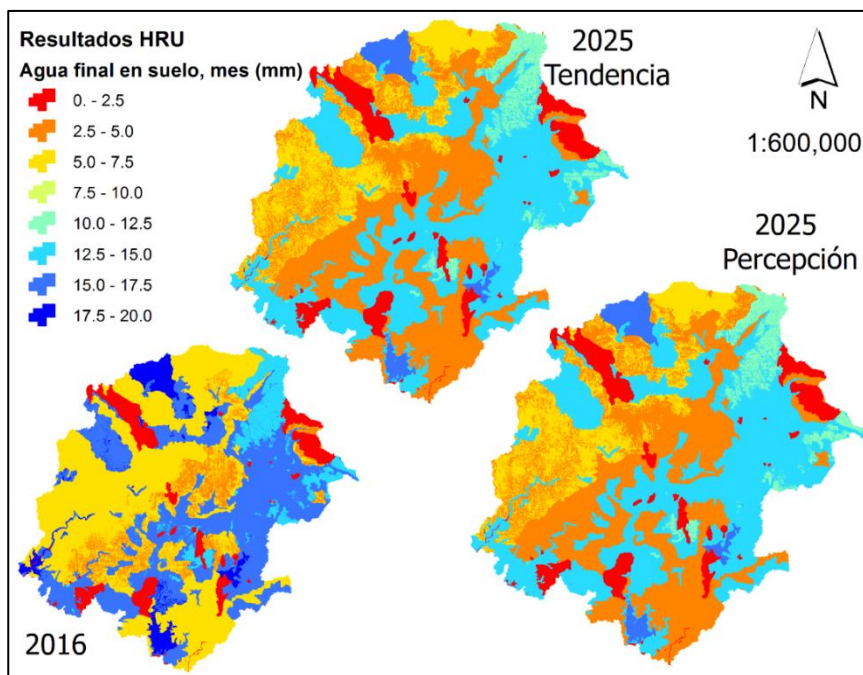 Resultados HRU
Agua final en suelo, mes (mm)
0. - 2.5
2.5 - 5.0
5.0 - 7.5
7.5 - 10.0
10.0 - 12.5
12.5 - 15.0
15.0 - 17.5
17.5 - 20.0
2025
Tendencia
N
1:600,000
2025
Percepción
2016